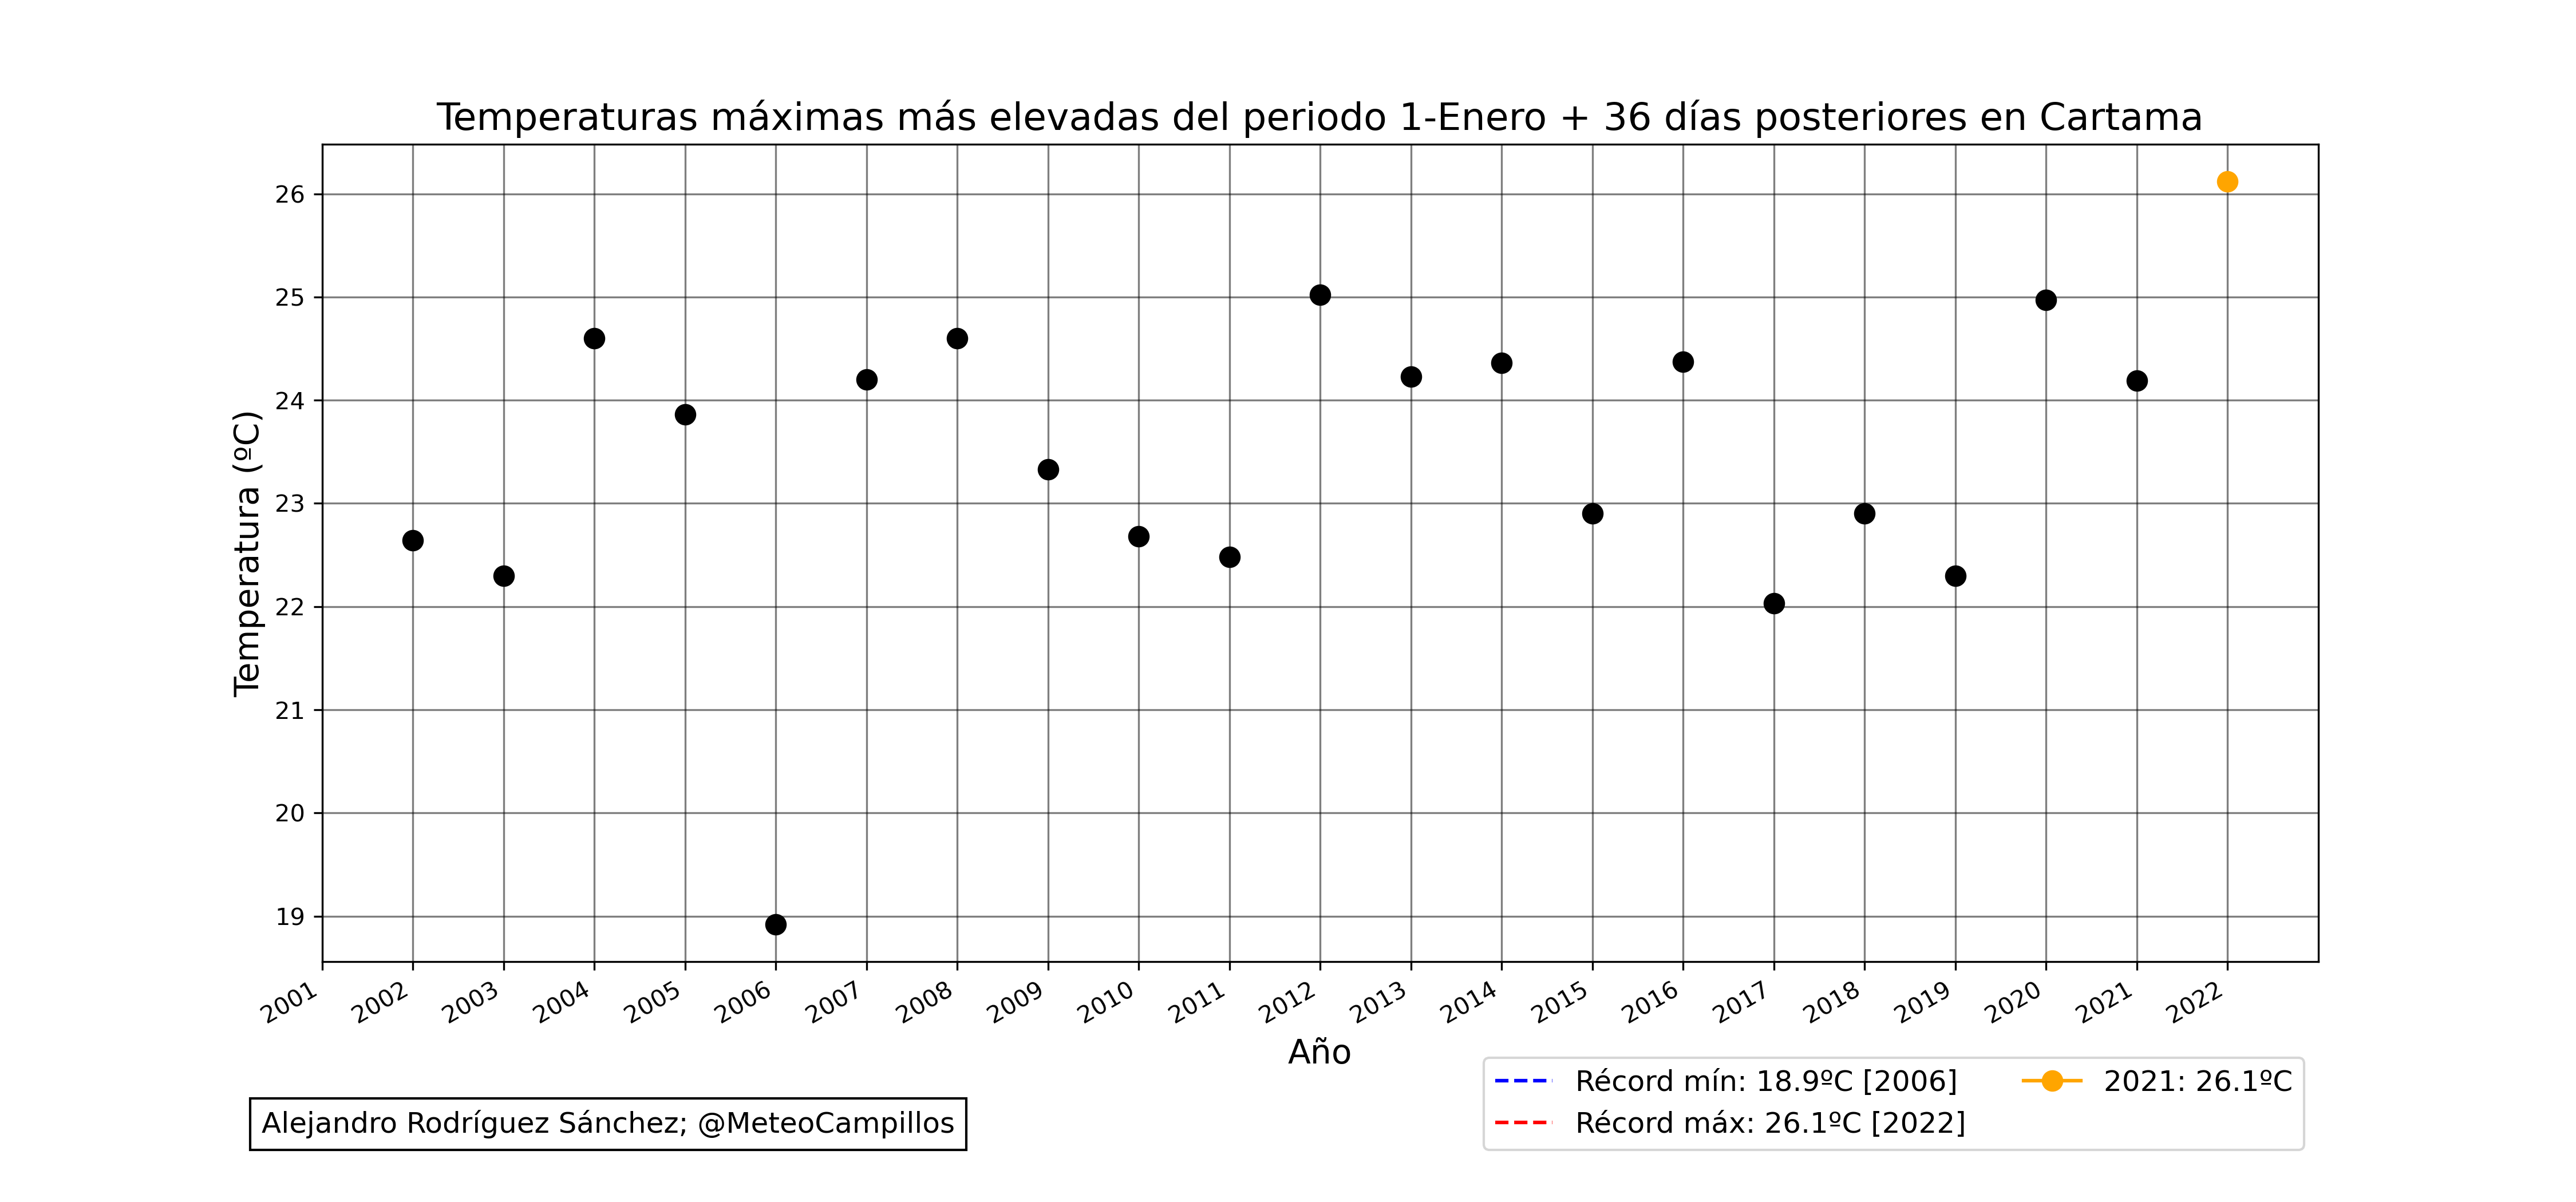 Temperaturas máximas más elevadas del periodo 1-Enero + 36 días posteriores en Cartama
Temperatura (ºC)
26
25
24
23
22
21
20
19
2001 2002 2003 2004 2005 2006 2007 2008 2009 2010 2011 2012 2013 2014 2015 2016 2017 2018 2019 2020 2021 2022
Año
Récord mín: 18.9ºC [2006] 2021: 26.1ºC
Récord máx: 26.1ºC [2022]
Alejandro Rodríguez Sánchez; @MeteoCampillos